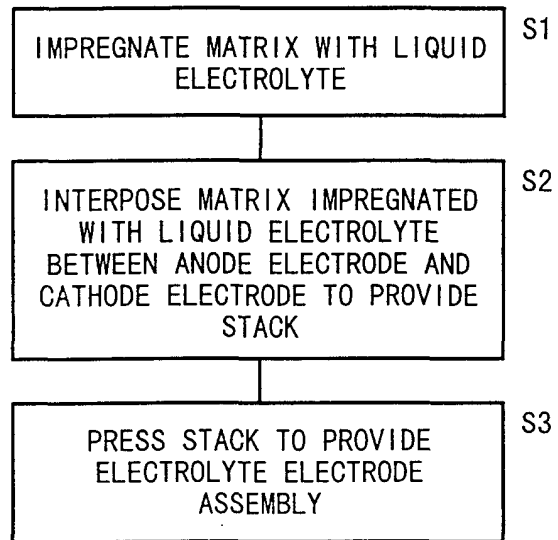 S1
IMPREGNATE MATRIX WITH LIQUID
ELECTROLYTE
S2
INTERPOSE MATRIX IMPREGNATED
WITH LIQUID ELECTROLYTE
BETWEEN ANODE ELECTRODE AND
CATHODE ELECTRODE TO PROVIDE
STACK
S3
PRESS STACK TO PROVIDE
ELECTROLYTE ELECTRODE
ASSEMBLY